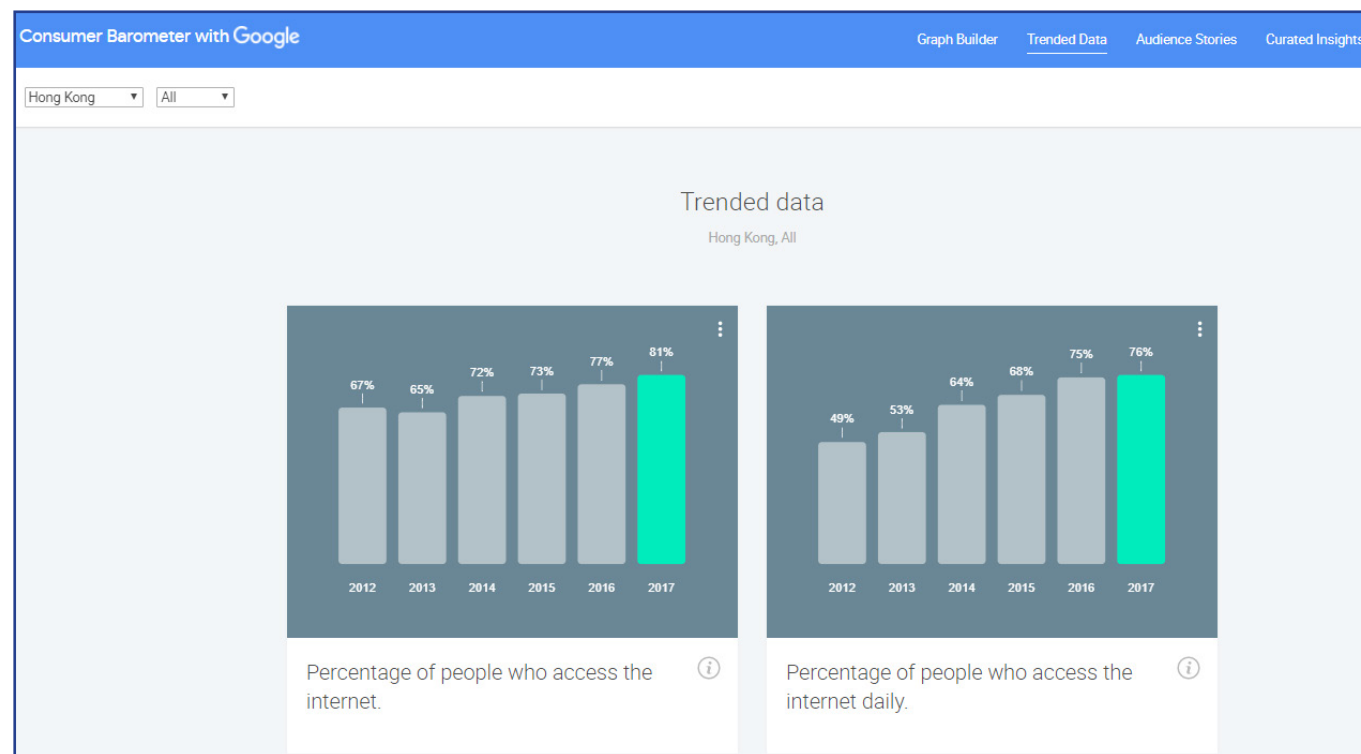 Consumer Barometer with Google
Graph Builder Trended Data Audience Stories Curated Insights
Hong Kong All
Trended data
Hong Kong, All
67% 65% 72% 73% 77% 81%
2012 2013 2014 2015 2016 2017
Percentage of people who access the
internet.
49% 53% 64% 68% 75% 76%
2012 2013 2014 2015 2016 2017
Percentage of people who access the
internet daily.